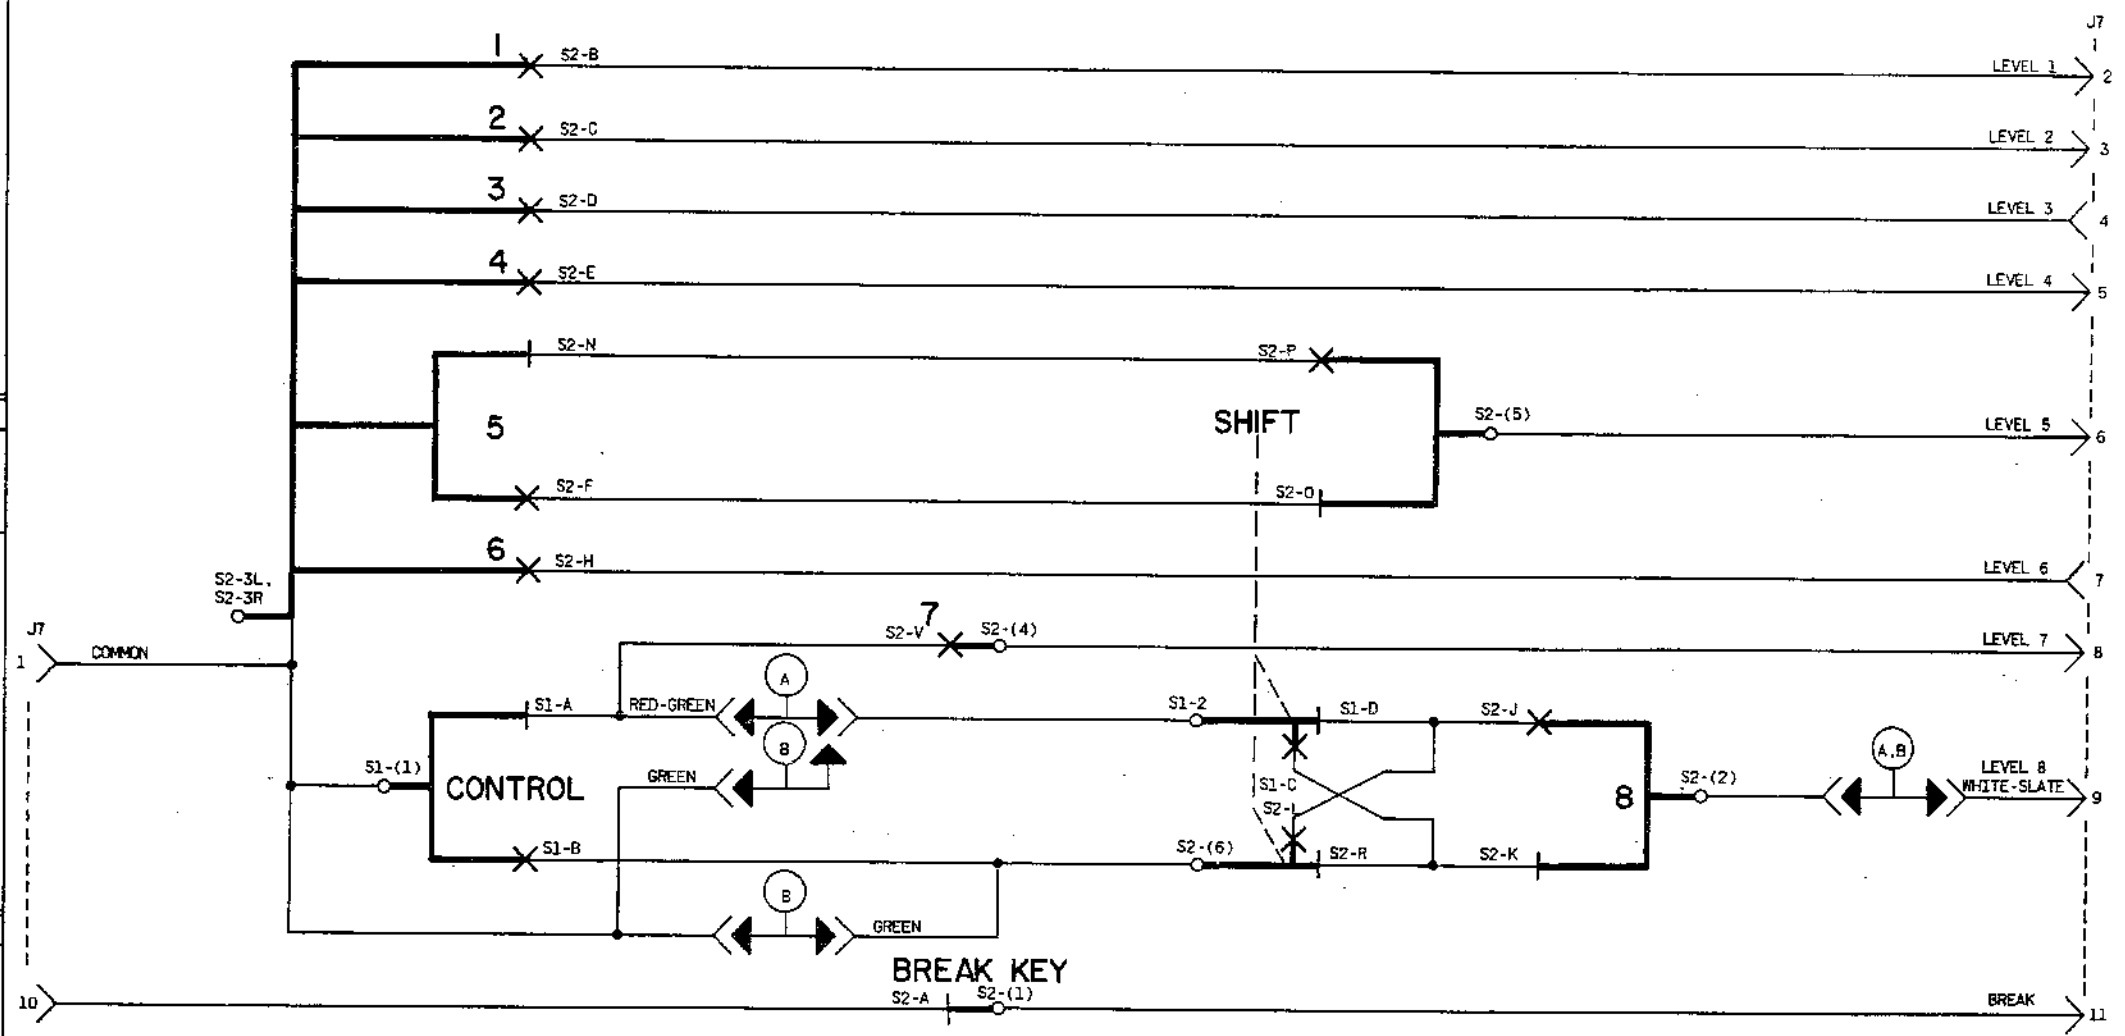 J7
1 S2-B LEVEL 1 2
2 S2-C LEVEL 2 3
3 S2-D LEVEL 3 4
4 S2-E LEVEL 4 5
S2-N S2-P
5 SHIFT S2-(5) LEVEL 5 6
S2-F S2-O
6 S2-H LEVEL 6 7
S2-3L,
S2-3R
7
S2-V S2-(4) LEVEL 7 8
J7
1 COMMON
A
S1-A RED-GREEN S1-2 S1-D S2-J
B
A,B
S1-(1) CONTROL GREEN S1-C 8 S2-(2) LEVEL 8
WHITE-SLATE 9
S2-L
S1-B S2-(6) S2-R S2-K
B
GREEN
BREAK KEY
10 S2-A S2-(1) BREAK 11